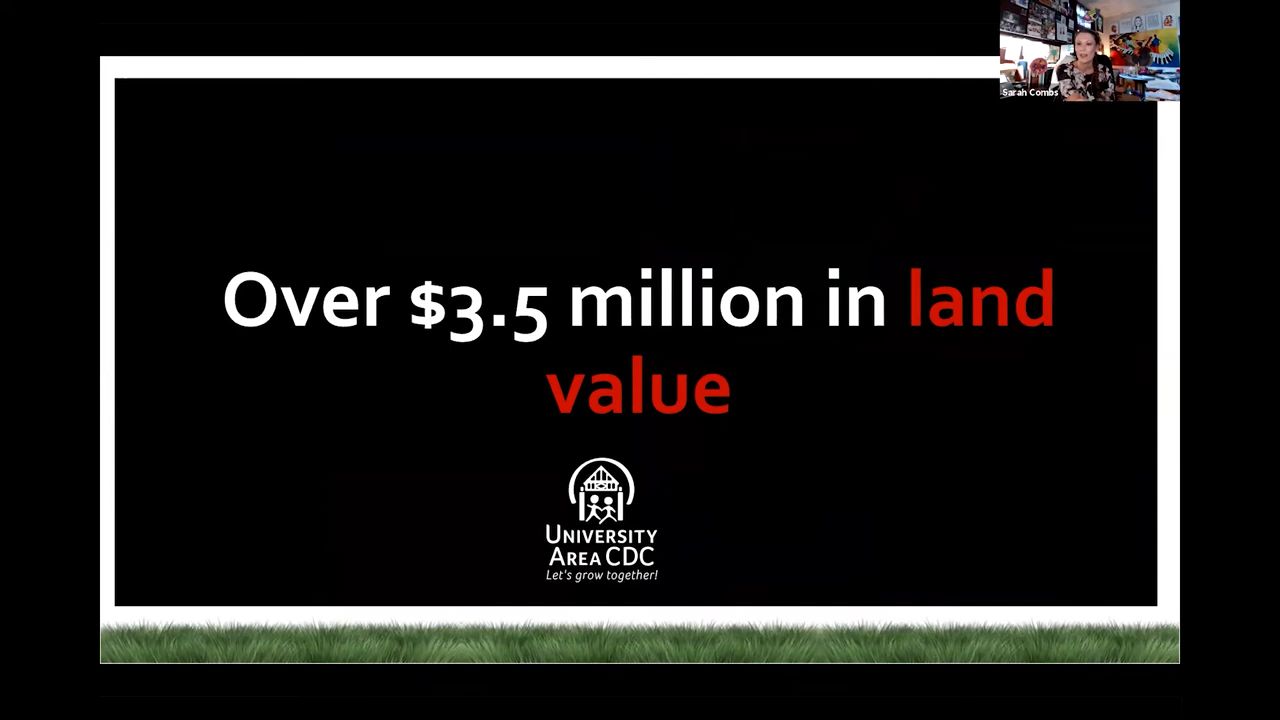 Sarah Combs
Over $3.5 million in land
value
UNIVERSITY
AREA CDC
Let's grow together!